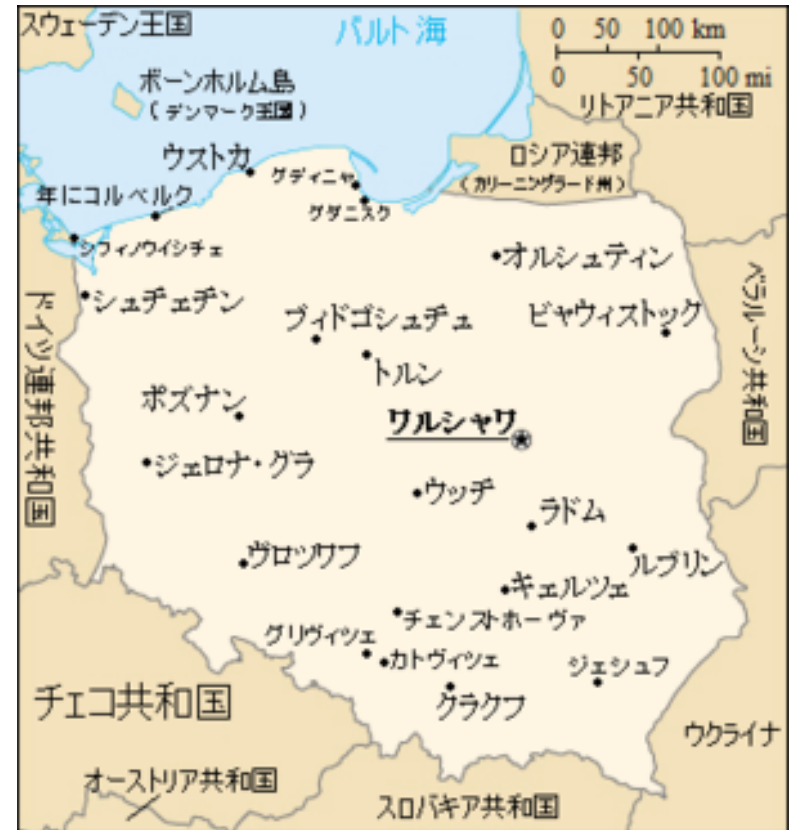 スウェーデン王国
バルト海
0 50 100 km
0 50 100 mi
ボーンホルム島
(デンマーク王国)
リトアニア共和国
ウストカ
グディニャ
ロシア連邦
(カリーニングラード州)
年にコルベルク
グダニスク
シフィノウイシチェ
オルシュティン
シュチェチン
ブィドゴシュチュ
ビャウィストック
ドイツ連邦共和国
ベラルーシ共和国
トルン
ポズナン
ワルシャワ
ジェロナ・グラ
ウッヂ
ラドム
ヴロツワフ
ルブリン
キェルツェ
チェンストホーヴァ
グリヴィツェ
カトヴィツェ
ジェシュフ
クラクフ
チェコ共和国
ウクライナ
オーストリア共和国
スロバキア共和国